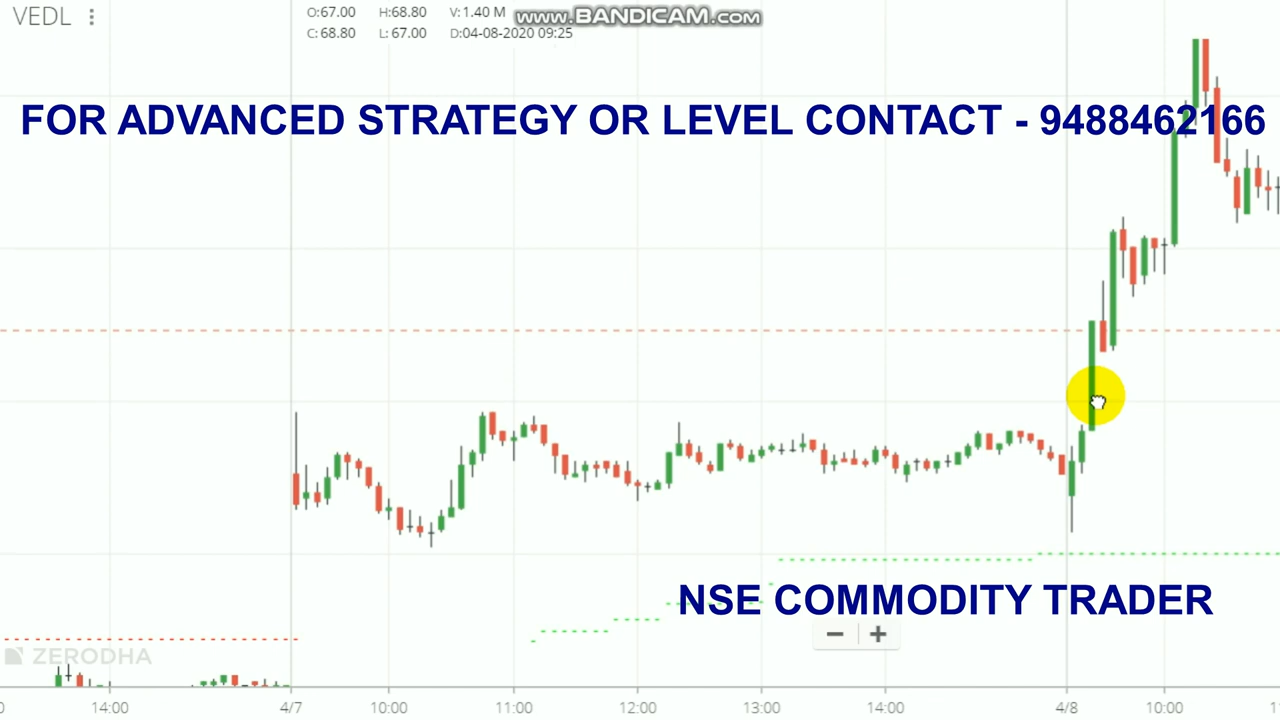 VEDL
O:67.00 H:68.80 V:1.40 M
C: 68.80 L: 67.00 D:04-08-2020 09:25
www.BANDICAM.com
FOR ADVANCED STRATEGY OR LEVEL CONTACT - 9488462166
NSE COMMODITY TRADER
− +
ZERODHA
14:00 4/7 10:00 11:00 12:00 13:00 14:00 4/8 10:00